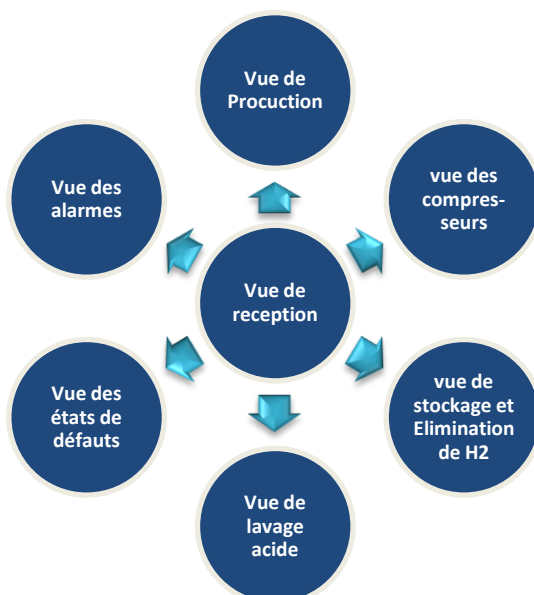 Vue de
Procuction
Vue des
alarmes
vue des
compres-
seurs
Vue de
reception
Vue des
états de
défauts
vue de
stockage et
Elimination
de H2
Vue de
lavage
acide